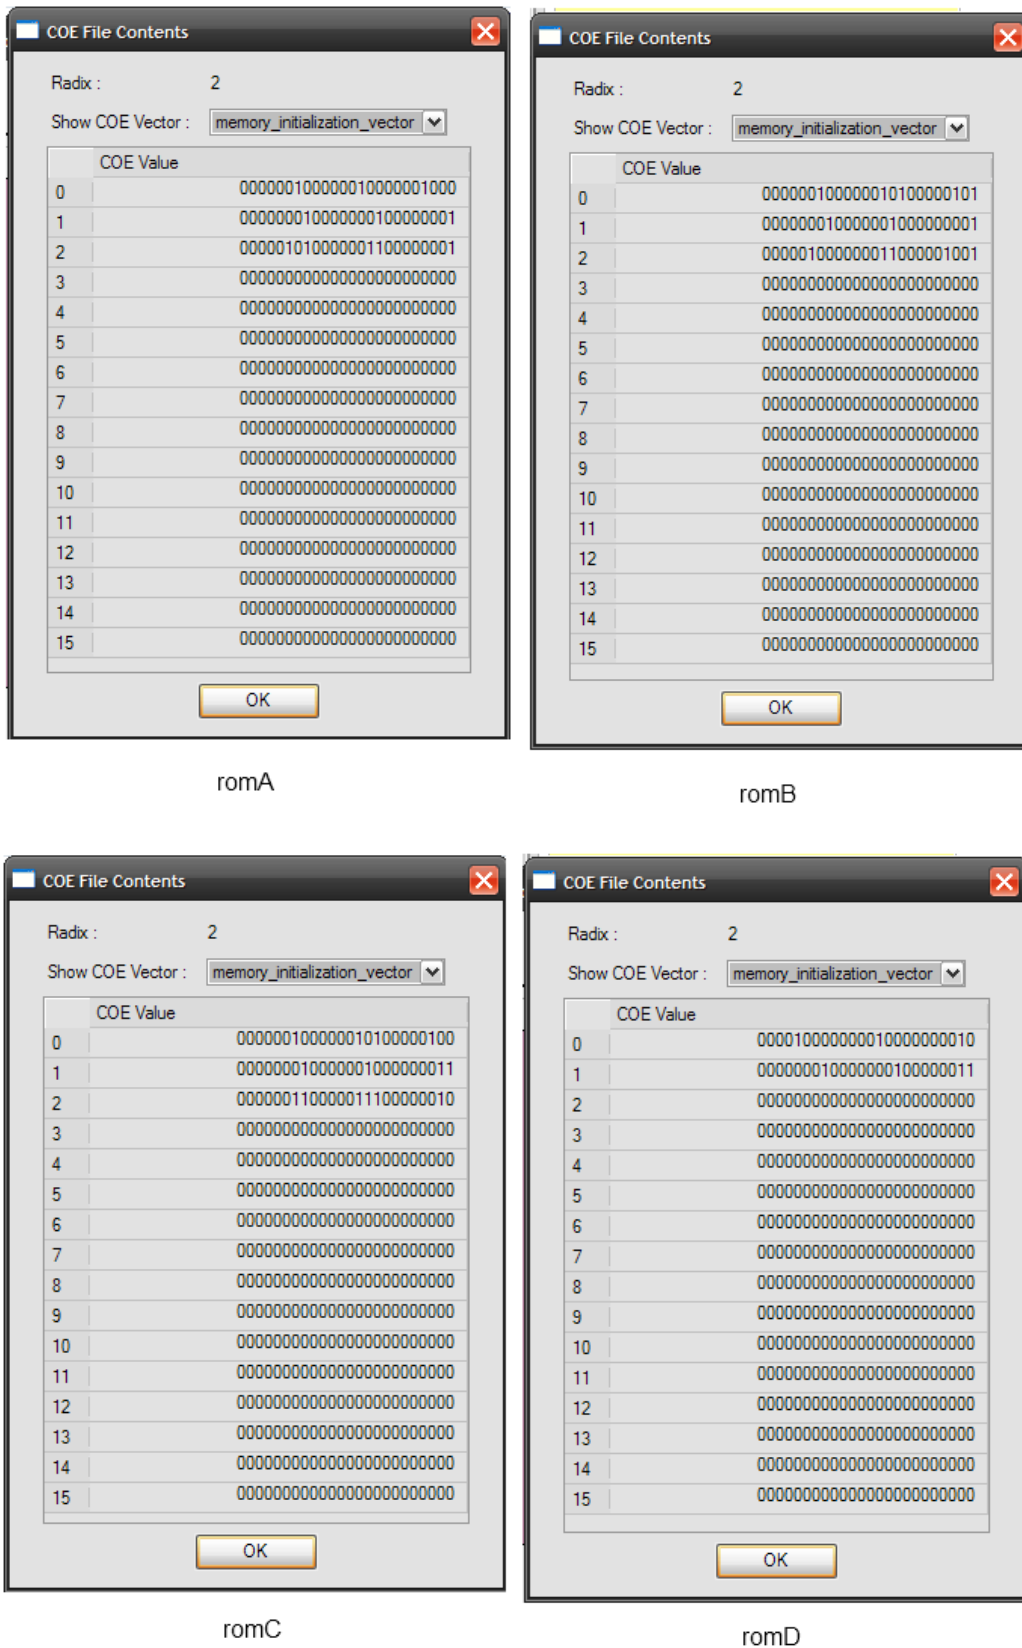 COE File Contents
Radix : 2
Show COE Vector : memory_initialization_vector
COE Value
0 000000100000010000001000
1 000000010000000100000001
2 000001010000001100000001
3 000000000000000000000000
4 000000000000000000000000
5 000000000000000000000000
6 000000000000000000000000
7 000000000000000000000000
8 000000000000000000000000
9 000000000000000000000000
10 000000000000000000000000
11 000000000000000000000000
12 000000000000000000000000
13 000000000000000000000000
14 000000000000000000000000
15 000000000000000000000000
OK
romA
COE File Contents
Radix : 2
Show COE Vector : memory_initialization_vector
COE Value
0 000000100000010100000101
1 000000010000001000000001
2 000001000000011000001001
3 000000000000000000000000
4 000000000000000000000000
5 000000000000000000000000
6 000000000000000000000000
7 000000000000000000000000
8 000000000000000000000000
9 000000000000000000000000
10 000000000000000000000000
11 000000000000000000000000
12 000000000000000000000000
13 000000000000000000000000
14 000000000000000000000000
15 000000000000000000000000
OK
romB
COE File Contents
Radix : 2
Show COE Vector : memory_initialization_vector
COE Value
0 000000100000010100000100
1 000000010000001000000011
2 000000110000011100000010
3 000000000000000000000000
4 000000000000000000000000
5 000000000000000000000000
6 000000000000000000000000
7 000000000000000000000000
8 000000000000000000000000
9 000000000000000000000000
10 000000000000000000000000
11 000000000000000000000000
12 000000000000000000000000
13 000000000000000000000000
14 000000000000000000000000
15 000000000000000000000000
OK
romC
COE File Contents
Radix : 2
Show COE Vector : memory_initialization_vector
COE Value
0 000010000000001000000010
1 000000010000000100000011
2 000000000000000000000000
3 000000000000000000000000
4 000000000000000000000000
5 000000000000000000000000
6 000000000000000000000000
7 000000000000000000000000
8 000000000000000000000000
9 000000000000000000000000
10 000000000000000000000000
11 000000000000000000000000
12 000000000000000000000000
13 000000000000000000000000
14 000000000000000000000000
15 000000000000000000000000
OK
romD